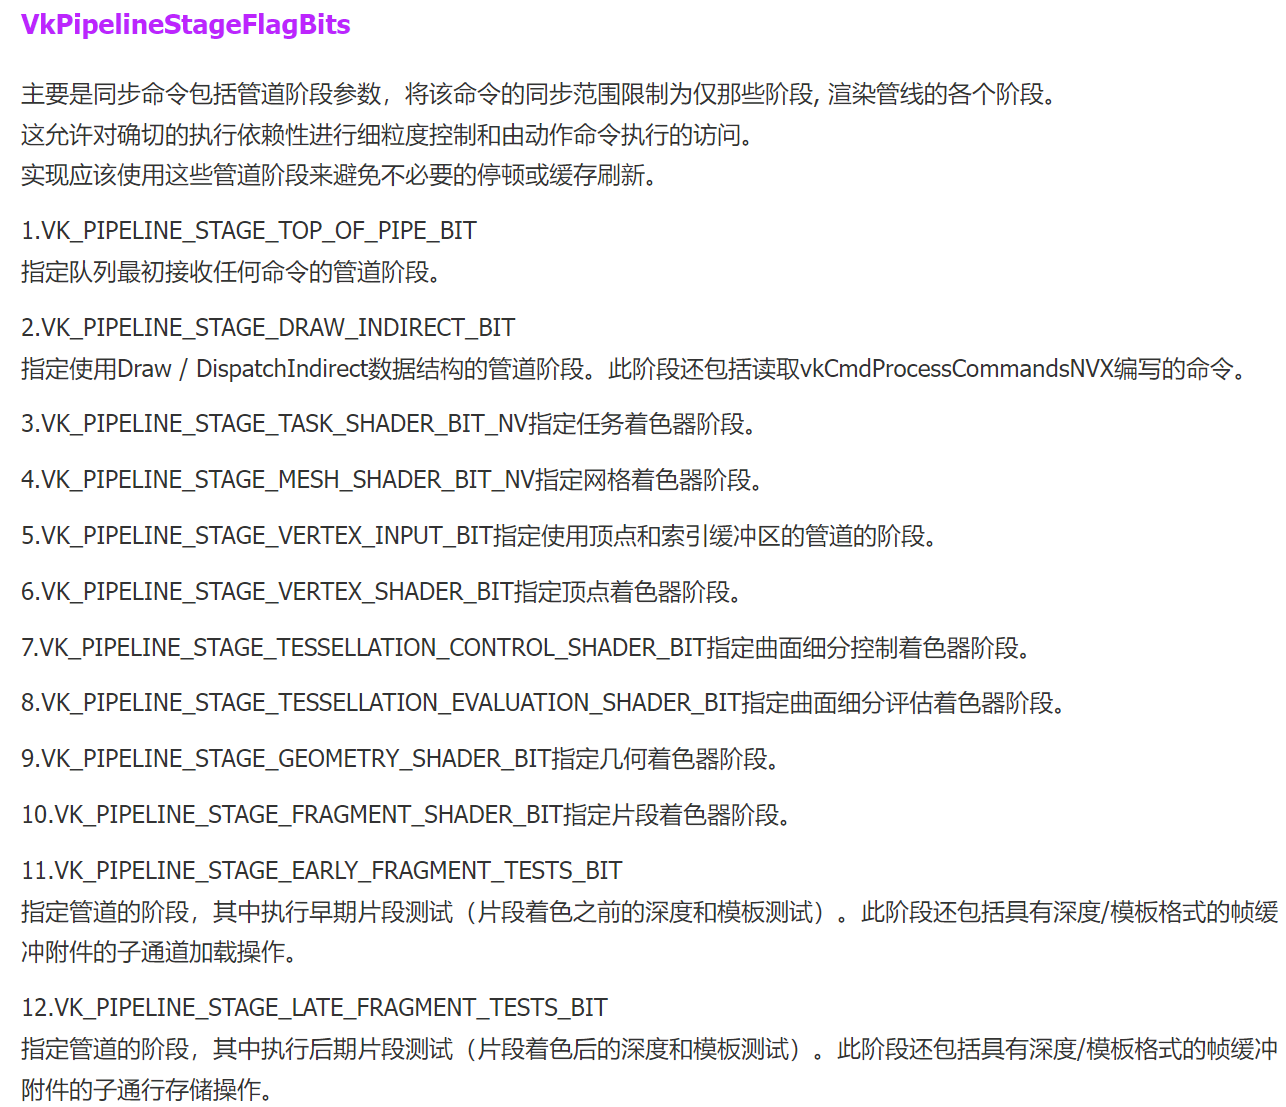 VkPipelineStageFlagBits
主要是同步命令包括管道阶段参数，将该命令的同步范围限制为仅那些阶段, 渲染管线的各个阶段。
这允许对确切的执行依赖性进行细粒度控制和由动作命令执行的访问。
实现应该使用这些管道阶段来避免不必要的停顿或缓存刷新。
1.VK_PIPELINE_STAGE_TOP_OF_PIPE_BIT
指定队列最初接收任何命令的管道阶段。
2.VK_PIPELINE_STAGE_DRAW_INDIRECT_BIT
指定使用Draw / DispatchIndirect数据结构的管道阶段。此阶段还包括读取vkCmdProcessCommandsNVX编写的命令。
3.VK_PIPELINE_STAGE_TASK_SHADER_BIT_NV指定任务着色器阶段。
4.VK_PIPELINE_STAGE_MESH_SHADER_BIT_NV指定网格着色器阶段。
5.VK_PIPELINE_STAGE_VERTEX_INPUT_BIT指定使用顶点和索引缓冲区的管道的阶段。
6.VK_PIPELINE_STAGE_VERTEX_SHADER_BIT指定顶点着色器阶段。
7.VK_PIPELINE_STAGE_TESSELLATION_CONTROL_SHADER_BIT指定曲面细分控制着色器阶段。
8.VK_PIPELINE_STAGE_TESSELLATION_EVALUATION_SHADER_BIT指定曲面细分评估着色器阶段。
9.VK_PIPELINE_STAGE_GEOMETRY_SHADER_BIT指定几何着色器阶段。
10.VK_PIPELINE_STAGE_FRAGMENT_SHADER_BIT指定片段着色器阶段。
11.VK_PIPELINE_STAGE_EARLY_FRAGMENT_TESTS_BIT
指定管道的阶段，其中执行早期片段测试（片段着色之前的深度和模板测试）。此阶段还包括具有深度/模板格式的帧缓
冲附件的子通道加载操作。
12.VK_PIPELINE_STAGE_LATE_FRAGMENT_TESTS_BIT
指定管道的阶段，其中执行后期片段测试（片段着色后的深度和模板测试）。此阶段还包括具有深度/模板格式的帧缓冲
附件的子通行存储操作。